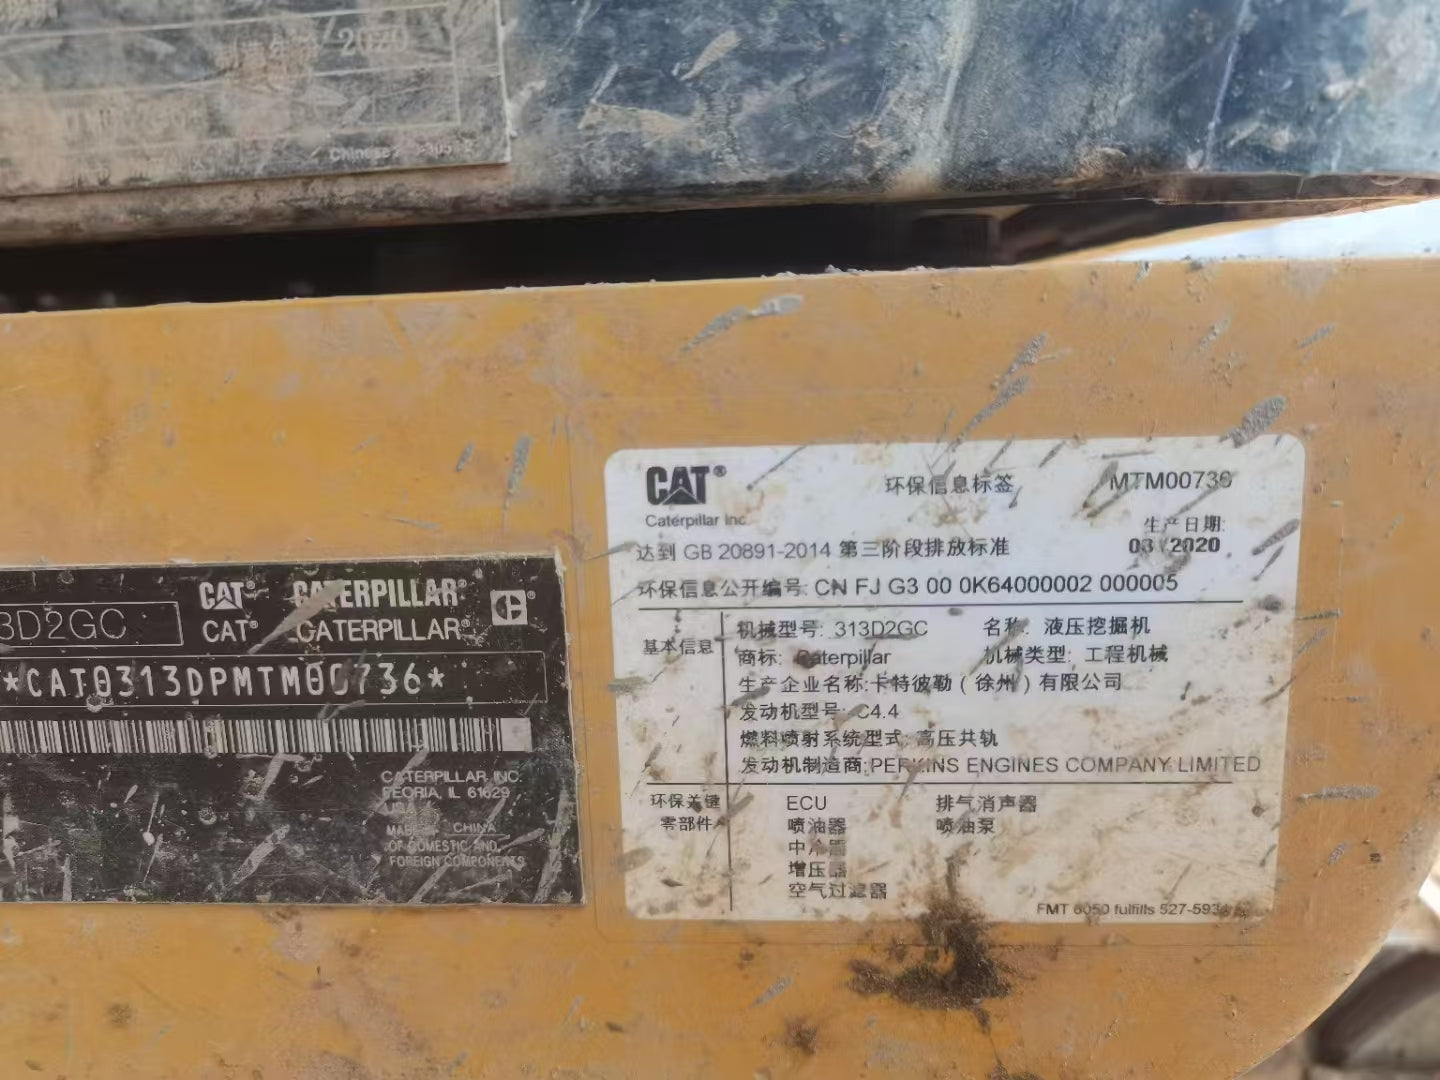 2020
Chinese
CAT® CATERPILLAR®
3D2GC CAT® CATERPILLAR®
*CAT0313DPMTM00736*
CATERPILLAR INC.
PEORIA, IL 61629
USA
MADE IN CHINA
OF DOMESTIC AND
FOREIGN COMPONENTS
CAT® 环保信息标签 MTM00736
Caterpillar Inc.
生产日期:
达到 GB 20891-2014 第三阶段排放标准 03/2020
环保信息公开编号: CN FJ G3 00 0K64000002 000005
基本信息
机械型号: 313D2GC 名称: 液压挖掘机
商标: Caterpillar 机械类型: 工程机械
生产企业名称:卡特彼勒(徐州)有限公司
发动机型号: C4.4
燃料喷射系统型式: 高压共轨
发动机制造商:PERKINS ENGINES COMPANY LIMITED
环保关键 ECU 排气消声器
零部件 喷油器 喷油泵
中冷器
增压器
空气过滤器
FMT 6050 fulfills